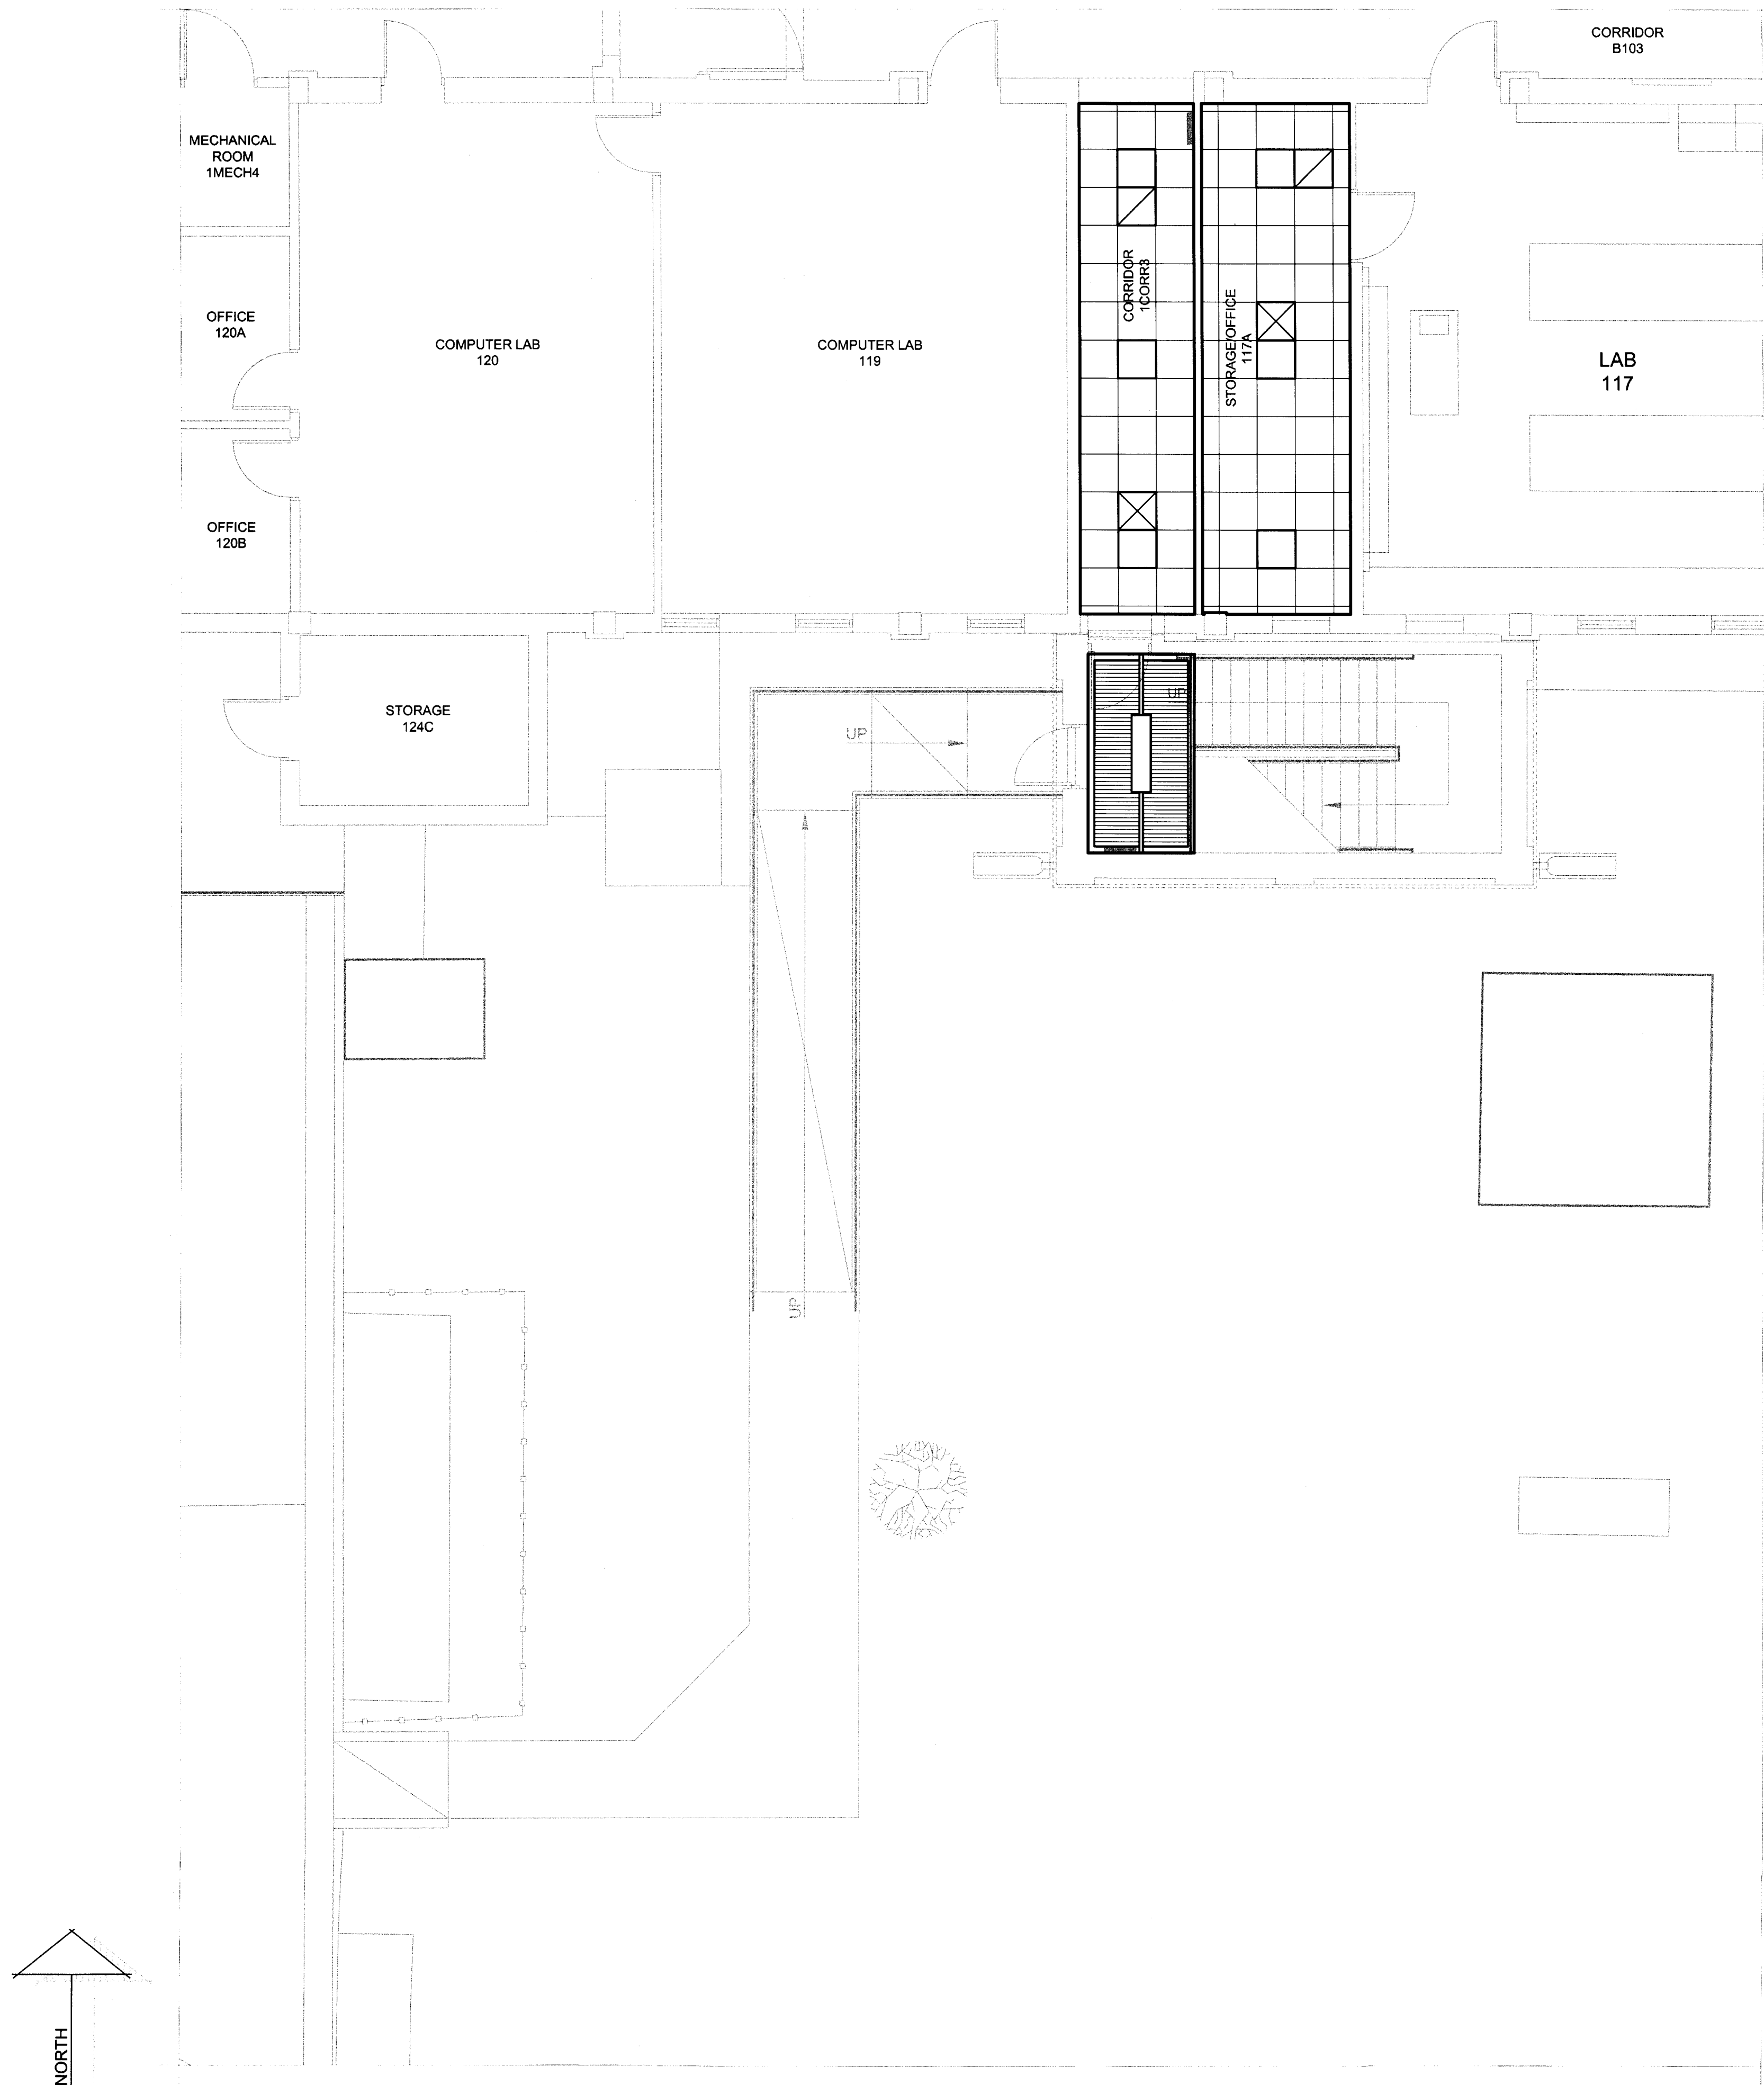 CORRIDOR
B103
MECHANICAL
ROOM
1MECH4
OFFICE
120A
COMPUTER LAB
120
COMPUTER LAB
119
CORRIDOR
1CORR3
STORAGE/OFFICE
117A
LAB
117
OFFICE
120B
STORAGE
124C
UP
UP
UP
NORTH